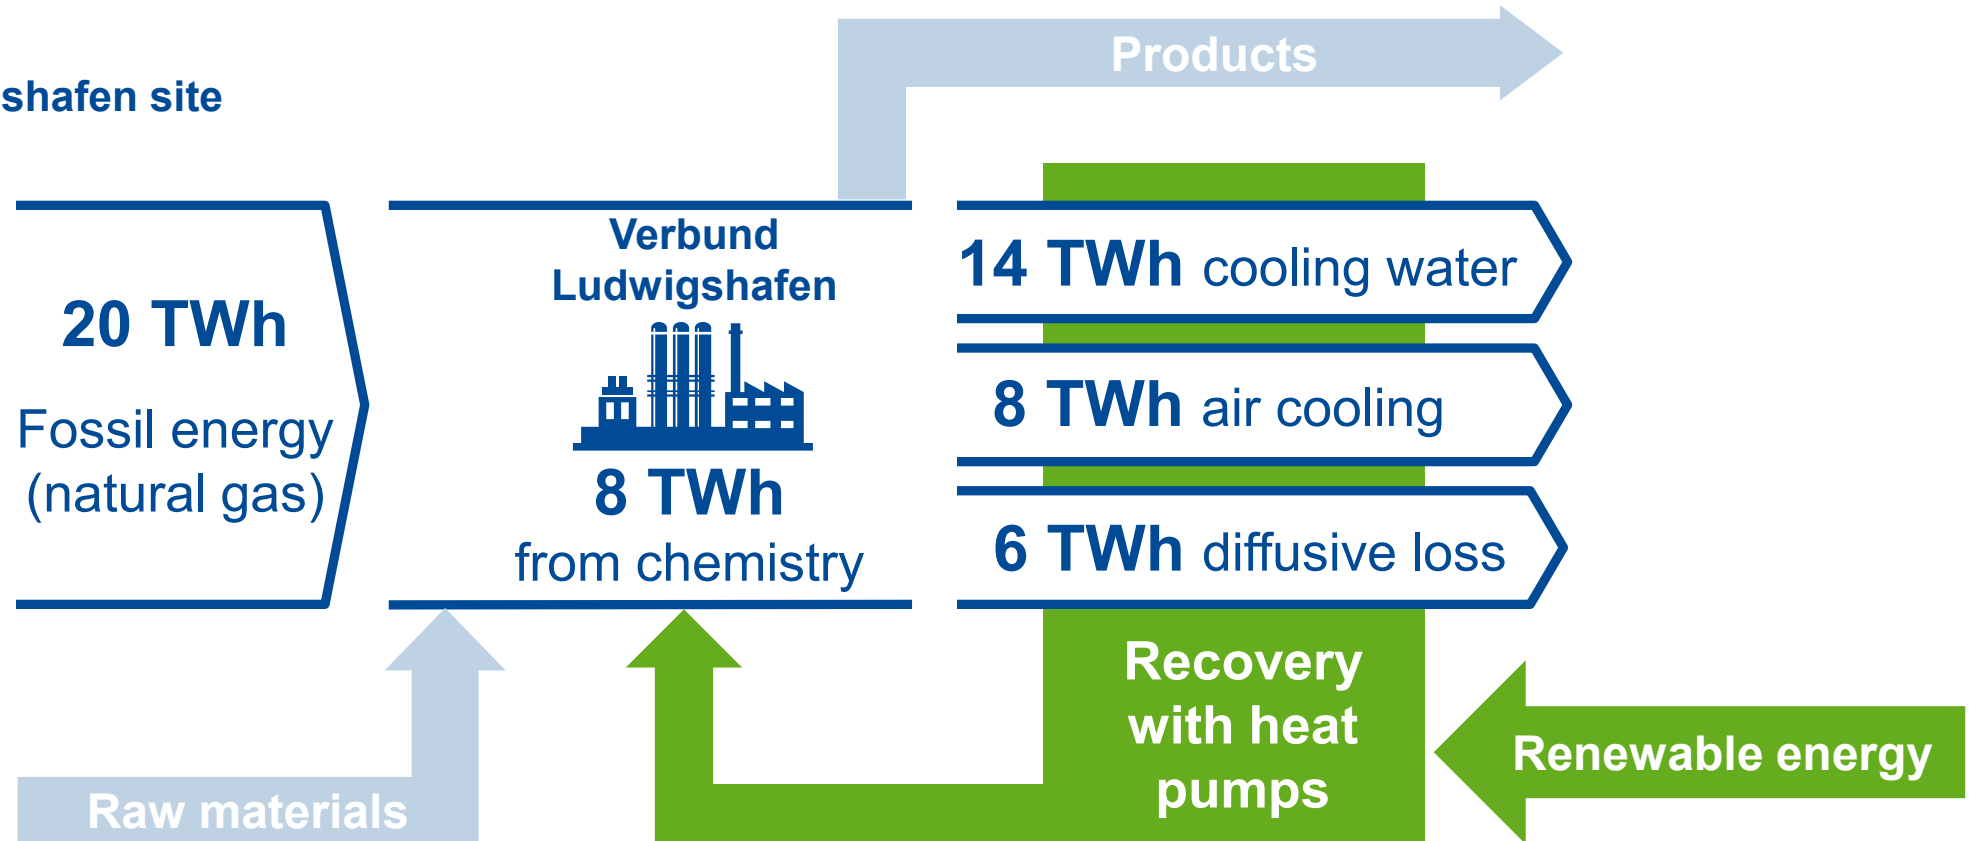 Products
shafen site
20 TWh
Fossil energy
(natural gas)
Verbund
Ludwigshafen
8 TWh
from chemistry
14 TWh cooling water
8 TWh air cooling
6 TWh diffusive loss
Recovery
with heat
pumps
Renewable energy
Raw materials